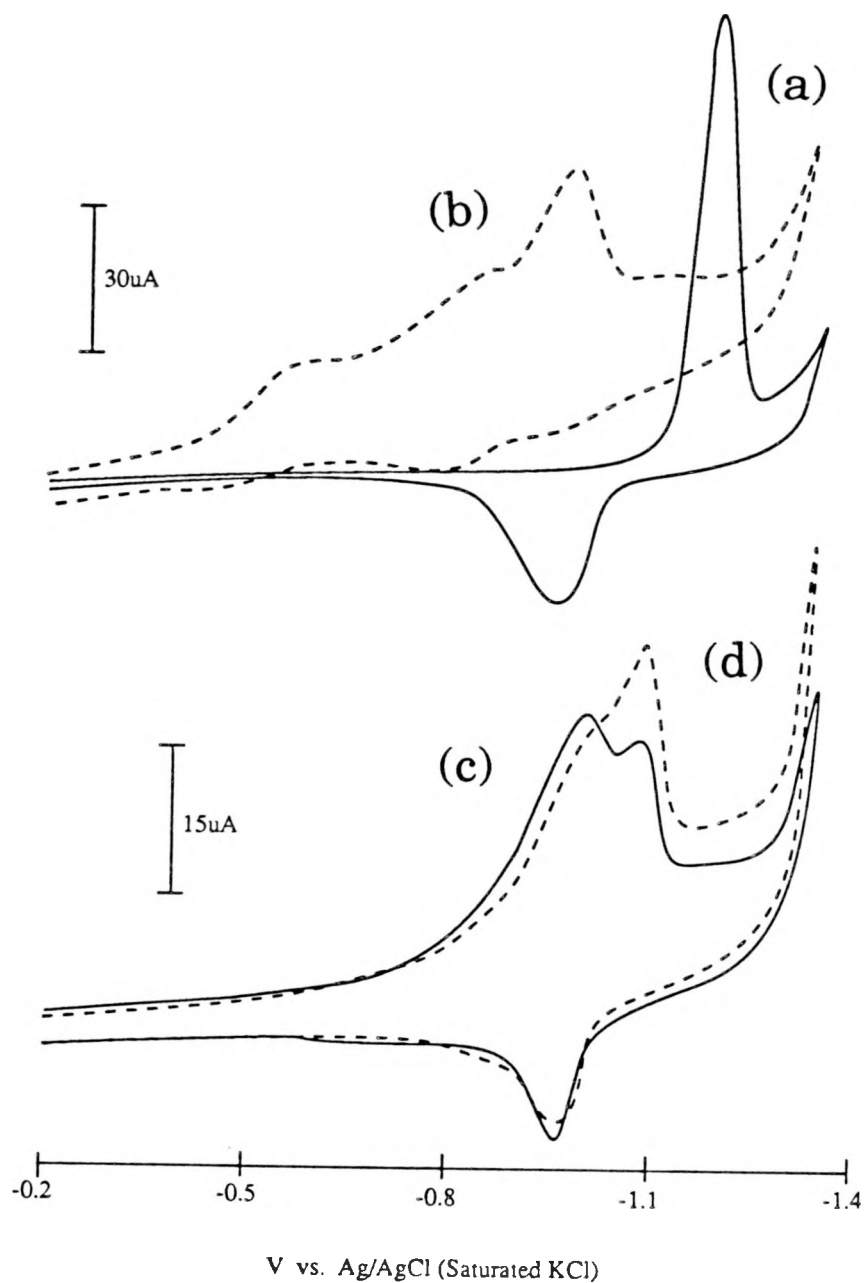 (a)
(b)
30uA
(d)
(c)
15uA
-0.2 -0.5 -0.8 -1.1 -1.4
V vs. Ag/AgCl (Saturated KCl)